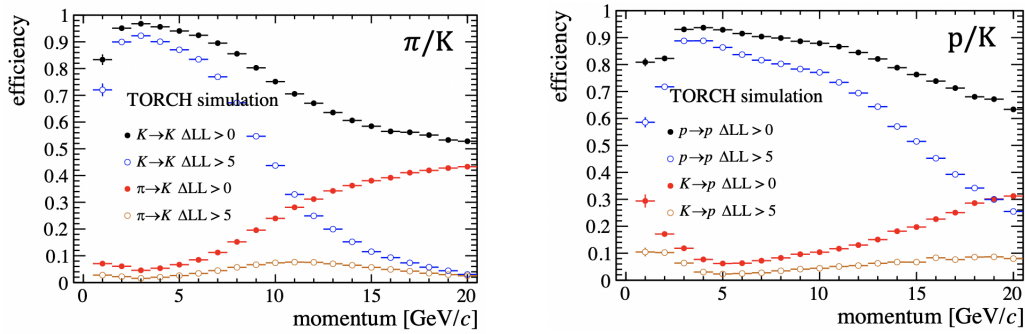 efficiency
1
0.9
0.8
0.7
0.6
0.5
0.4
0.3
0.2
0.1
0
π/K
TORCH simulation
K→K ΔLL > 0
K→K ΔLL > 5
π→K ΔLL > 0
π→K ΔLL > 5
0 5 10 15 20
momentum [GeV/c]
efficiency
1
0.9
0.8
0.7
0.6
0.5
0.4
0.3
0.2
0.1
0
p/K
TORCH simulation
p→p ΔLL > 0
p→p ΔLL > 5
K→p ΔLL > 0
K→p ΔLL > 5
0 5 10 15 20
momentum [GeV/c]